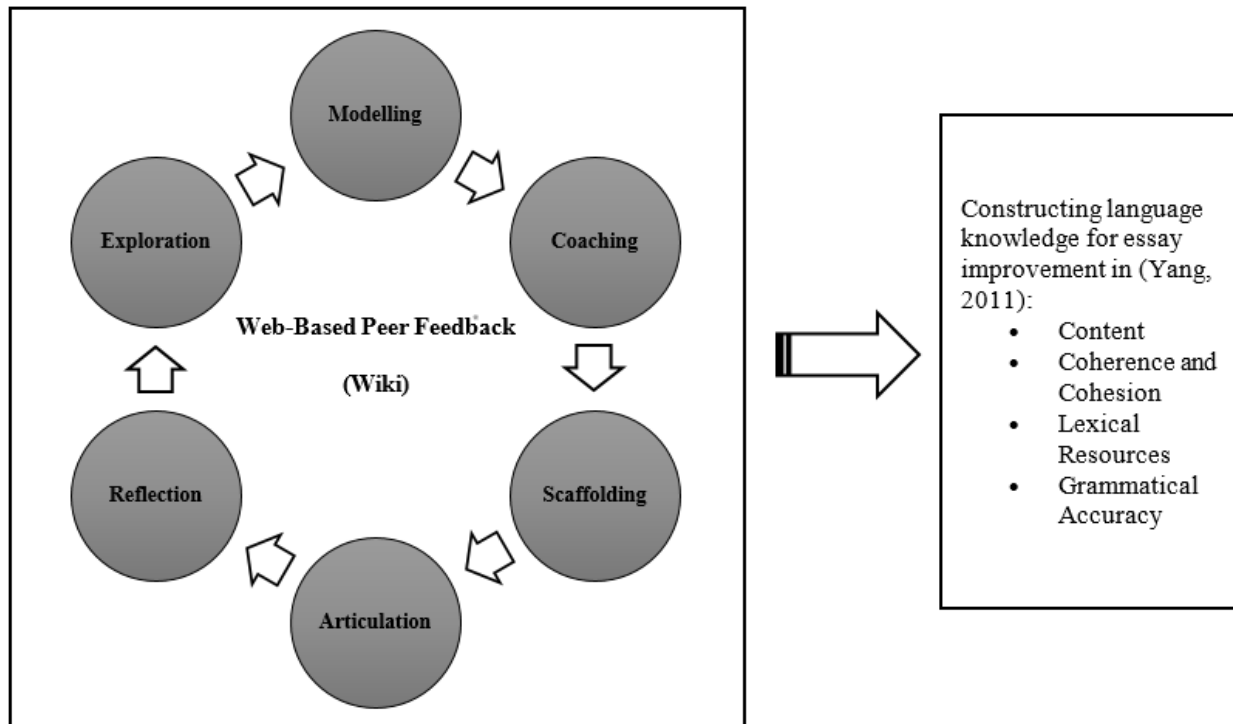 Modelling
Coaching
Scaffolding
Articulation
Reflection
Exploration
Web-Based Peer Feedback
(Wiki)
Constructing language
knowledge for essay
improvement in (Yang,
2011):
• Content
• Coherence and
Cohesion
• Lexical
Resources
• Grammatical
Accuracy